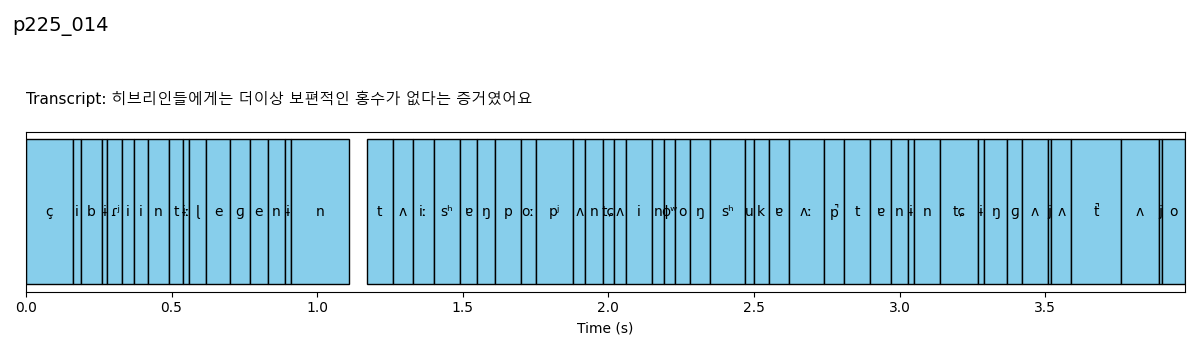 p225_014
Transcript: 히브리인들에게는 더이상 보편적인 홍수가 없다는 증거였어요
ç i b ɨ ɾʲ i i n t ɨː ɭ e ɡ e n ɨ n t ʌ iː sʰ ɐ ŋ p oː pʲ ʌ n tɕ ʌ i n ɸʷ o ŋ sʰ u k ɐ ʌː p̚ t ɐ n ɨ n tɕ ɨ ŋ ɡ ʌ j ʌ t̚ ʌ j o
0.0 0.5 1.0 1.5 2.0 2.5 3.0 3.5
Time (s)